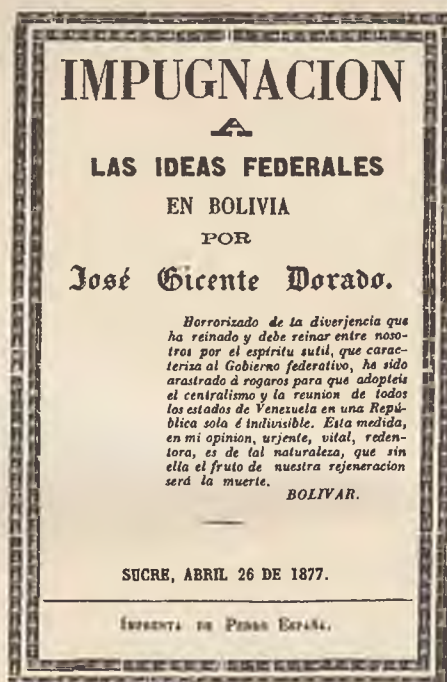 IMPUGNACION
A
LAS IDEAS FEDERALES
EN BOLIVIA
POR
José Vicente Dorado.
Horrorizado de la diverjencia que
ha reinado y debe reinar entre noso-
tros por el espíritu sutil, que carac-
teriza al Gobierno federativo, he sido
arastrado á rogaros para que adopteis
el centralismo y la reunion de todos
los estados de Venezuela en una Repú-
blica sola é indivisible. Esta medida,
en mi opinion, urjente, vital, reden-
tora, es de tal naturaleza, que sin
ella el fruto de nuestra rejeneracion
será la muerte.
BOLIVAR.
SUCRE, ABRIL 26 DE 1877.
IMPRENTA DE PEDRO ESPAÑA.